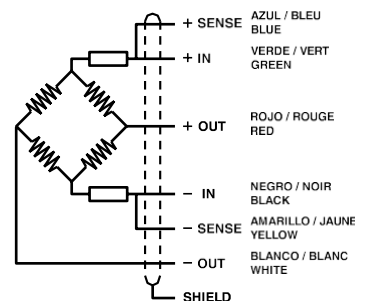 + SENSE AZUL / BLEU
BLUE
+ IN VERDE / VERT
GREEN
+ OUT ROJO / ROUGE
RED
− IN NEGRO / NOIR
BLACK
− SENSE AMARILLO / JAUNE
YELLOW
− OUT BLANCO / BLANC
WHITE
SHIELD